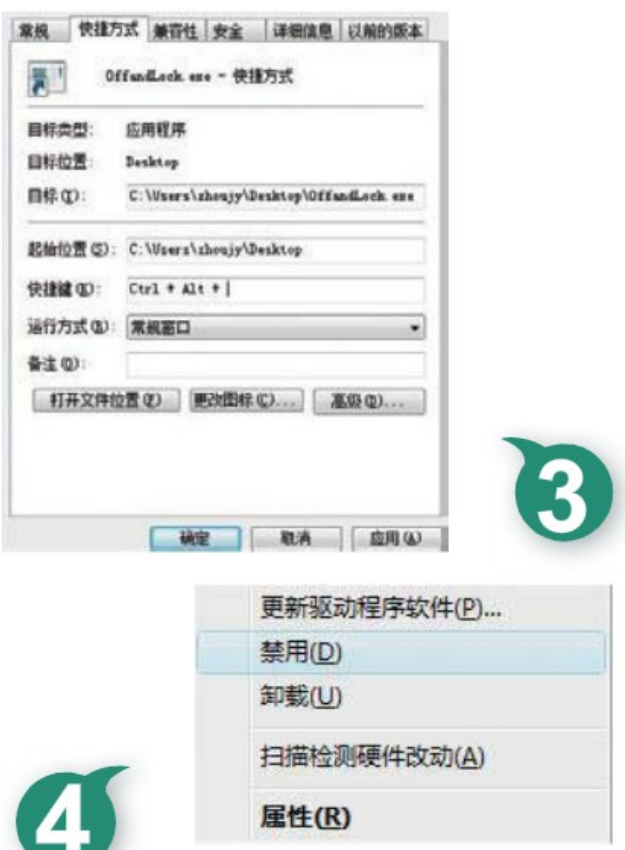 常规 快捷方式 兼容性 安全 详细信息 以前的版本
OffandLock.exe - 快捷方式
目标类型: 应用程序
目标位置: Desktop
目标(T): C:\Users\zhoujy\Desktop\OffandLock.exe
起始位置(S): C:\Users\zhoujy\Desktop
快捷键(K): Ctrl + Alt +
运行方式(R): 常规窗口
备注(O):
打开文件位置(F) 更改图标(C)... 高级(D)...
确定 取消 应用(A)
3
更新驱动程序软件(P)...
禁用(D)
卸载(U)
扫描检测硬件改动(A)
属性(R)
4